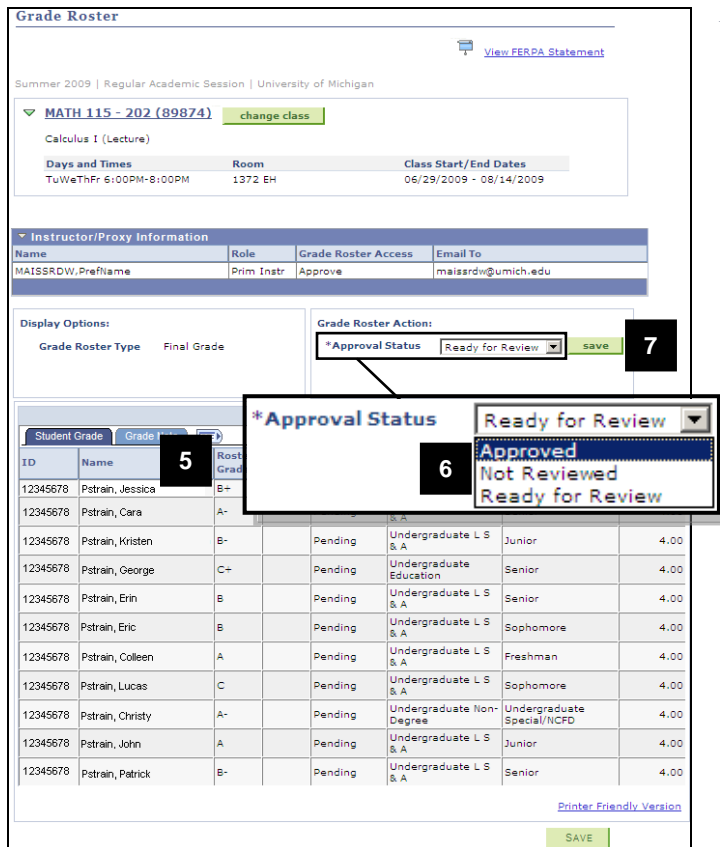 Grade Roster
View FERPA Statement
Summer 2009 | Regular Academic Session | University of Michigan
MATH 115 - 202 (89874) change class
Calculus I (Lecture)
Days and Times Room Class Start/End Dates
TuWeThFr 6:00PM-8:00PM 1372 EH 06/29/2009 - 08/14/2009
Instructor/Proxy Information
Name Role Grade Roster Access Email To
MAISSRDW,PrefName Prim Instr Approve maissrdw@umich.edu
Display Options: Grade Roster Action:
Grade Roster Type Final Grade *Approval Status Ready for Review save 7
*Approval Status Ready for Review
6 Approved
Not Reviewed
Ready for Review
Student Grade Grade 5
ID Name
12345678 Pstrain, Jessica B+
12345678 Pstrain, Cara A- & A
12345678 Pstrain, Kristen B- Pending Undergraduate L S & A Junior 4.00
12345678 Pstrain, George C+ Pending Undergraduate Education Senior 4.00
12345678 Pstrain, Erin B Pending Undergraduate L S & A Senior 4.00
12345678 Pstrain, Eric B Pending Undergraduate L S & A Sophomore 4.00
12345678 Pstrain, Colleen A Pending Undergraduate L S & A Freshman 4.00
12345678 Pstrain, Lucas C Pending Undergraduate L S & A Sophomore 4.00
12345678 Pstrain, Christy A- Pending Undergraduate Non-Degree Undergraduate Special/NCFD 4.00
12345678 Pstrain, John A Pending Undergraduate L S & A Junior 4.00
12345678 Pstrain, Patrick B- Pending Undergraduate L S & A Senior 4.00
Printer Friendly Version
SAVE